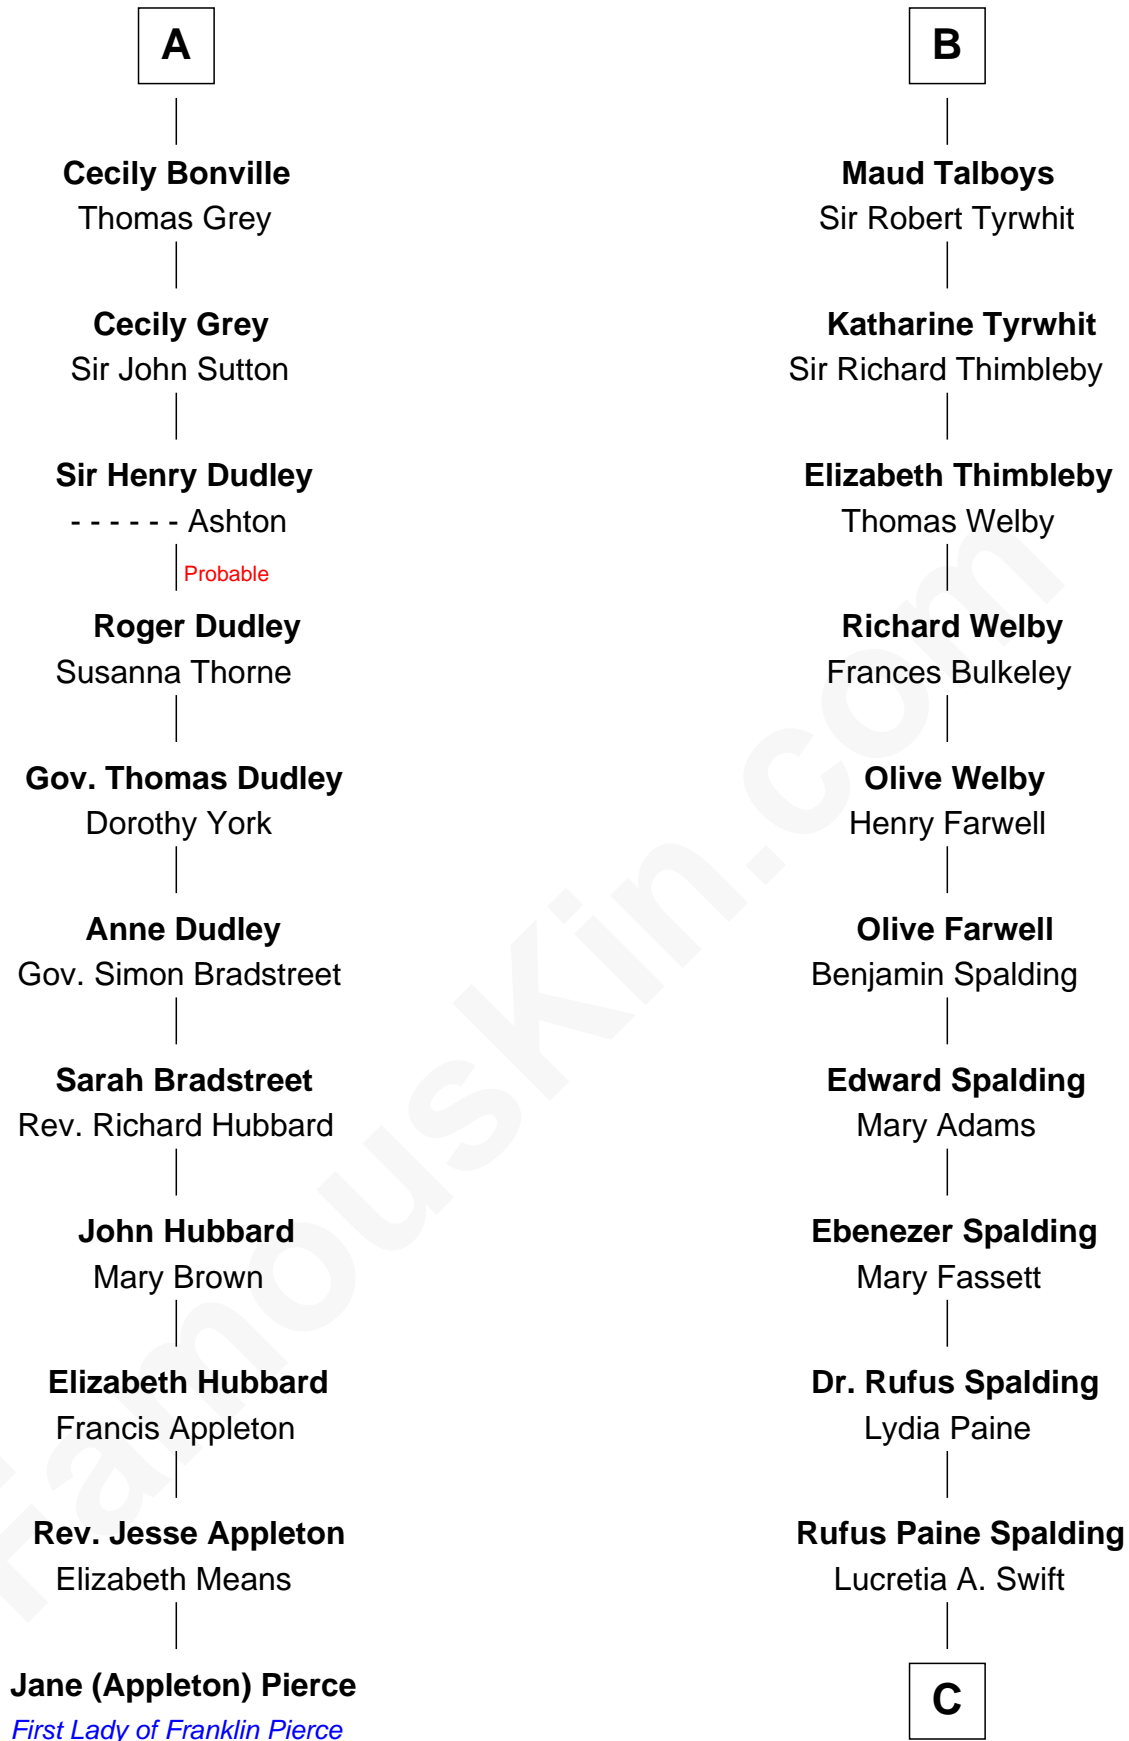 A
Cecily Bonville
Thomas Grey
Cecily Grey
Sir John Sutton
Sir Henry Dudley
- - - - - - Ashton
Probable
Roger Dudley
Susanna Thorne
Gov. Thomas Dudley
Dorothy York
Anne Dudley
Gov. Simon Bradstreet
Sarah Bradstreet
Rev. Richard Hubbard
John Hubbard
Mary Brown
Elizabeth Hubbard
Francis Appleton
Rev. Jesse Appleton
Elizabeth Means
Jane (Appleton) Pierce
First Lady of Franklin Pierce
B
Maud Talboys
Sir Robert Tyrwhit
Katharine Tyrwhit
Sir Richard Thimbleby
Elizabeth Thimbleby
Thomas Welby
Richard Welby
Frances Bulkeley
Olive Welby
Henry Farwell
Olive Farwell
Benjamin Spalding
Edward Spalding
Mary Adams
Ebenezer Spalding
Mary Fassett
Dr. Rufus Spalding
Lydia Paine
Rufus Paine Spalding
Lucretia A. Swift
C
FamousKin.com